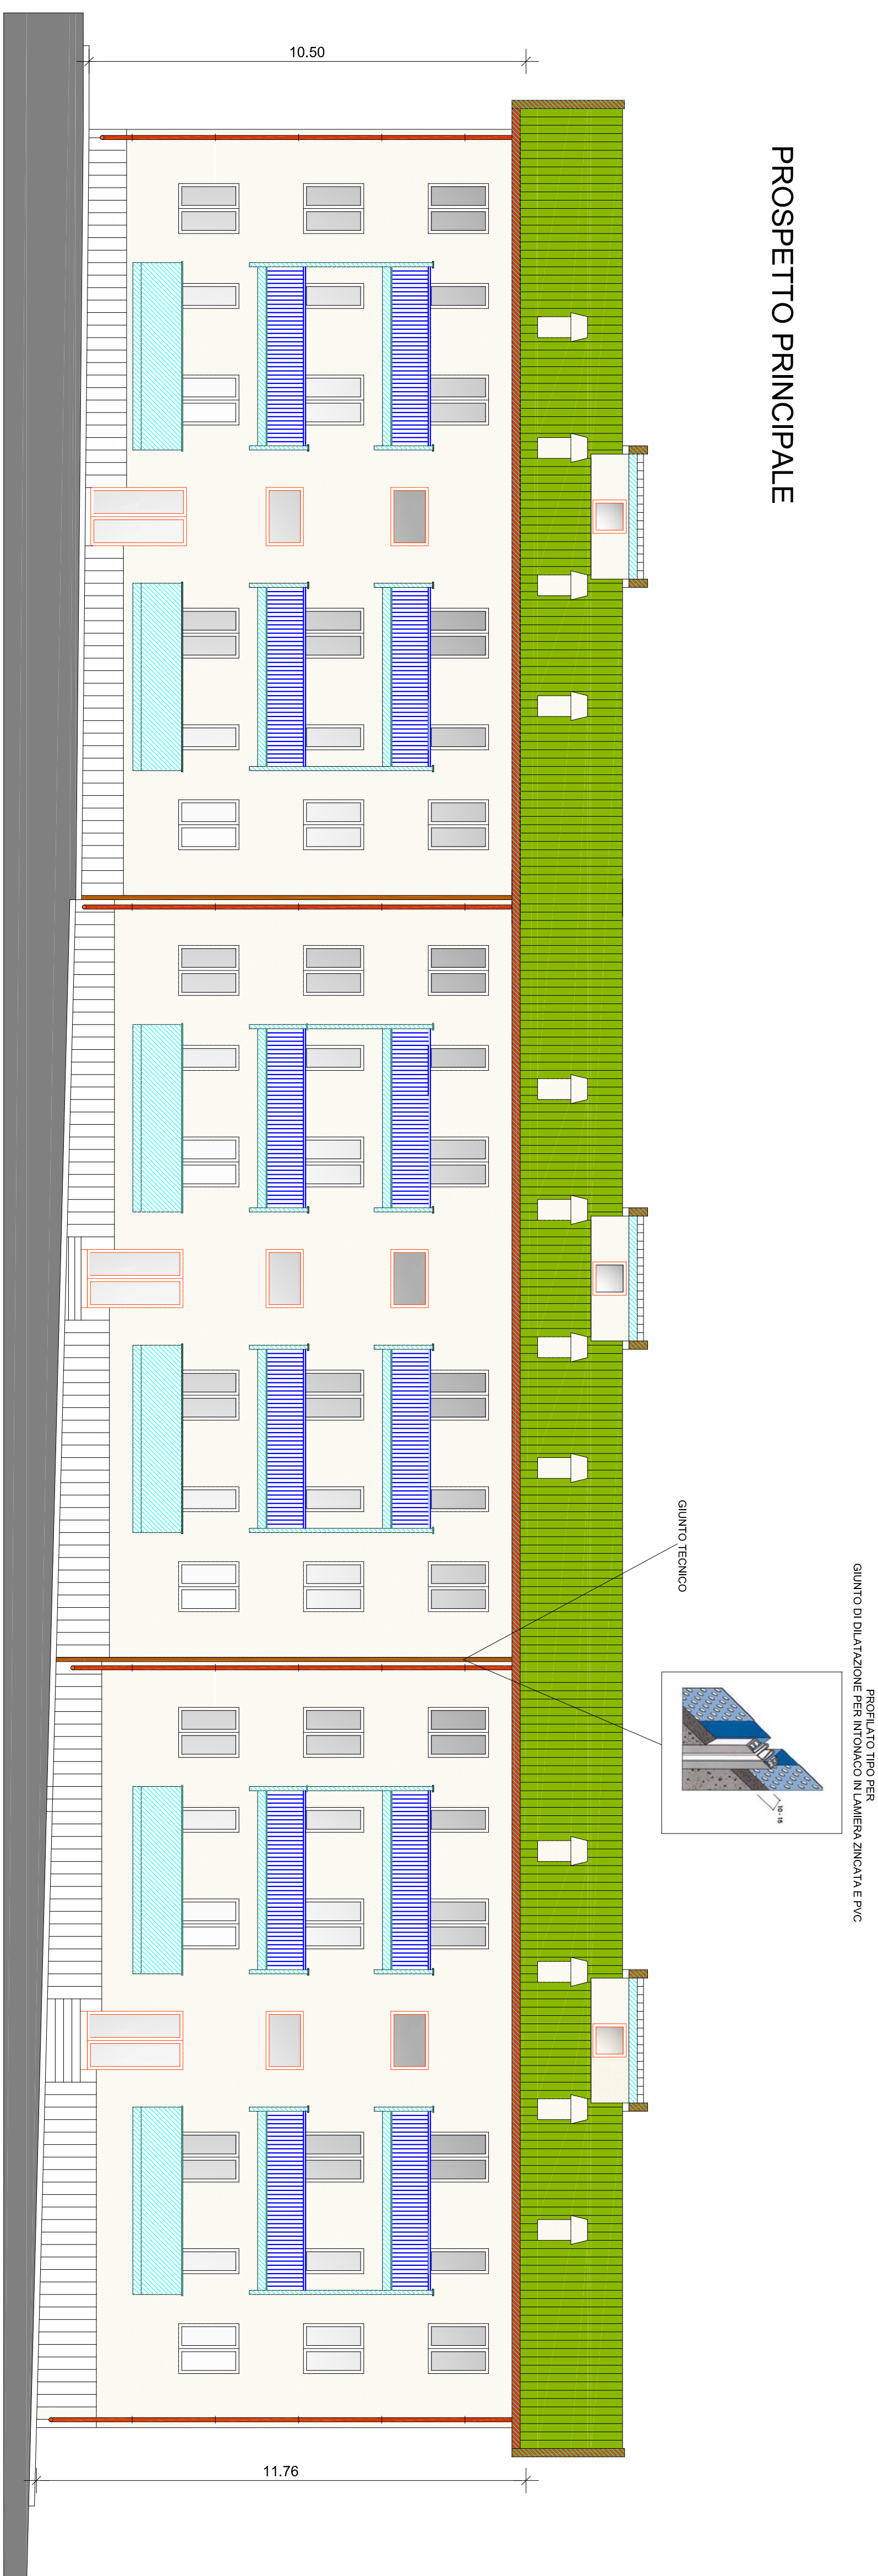 PROSPETTO PRINCIPALE
PROFILATO TIPO PER
GIUNTO DI DILATAZIONE PER INTONACO IN LAMIERA ZINCATA E PVC
10 - 15
GIUNTO TECNICO
10.50
11.76